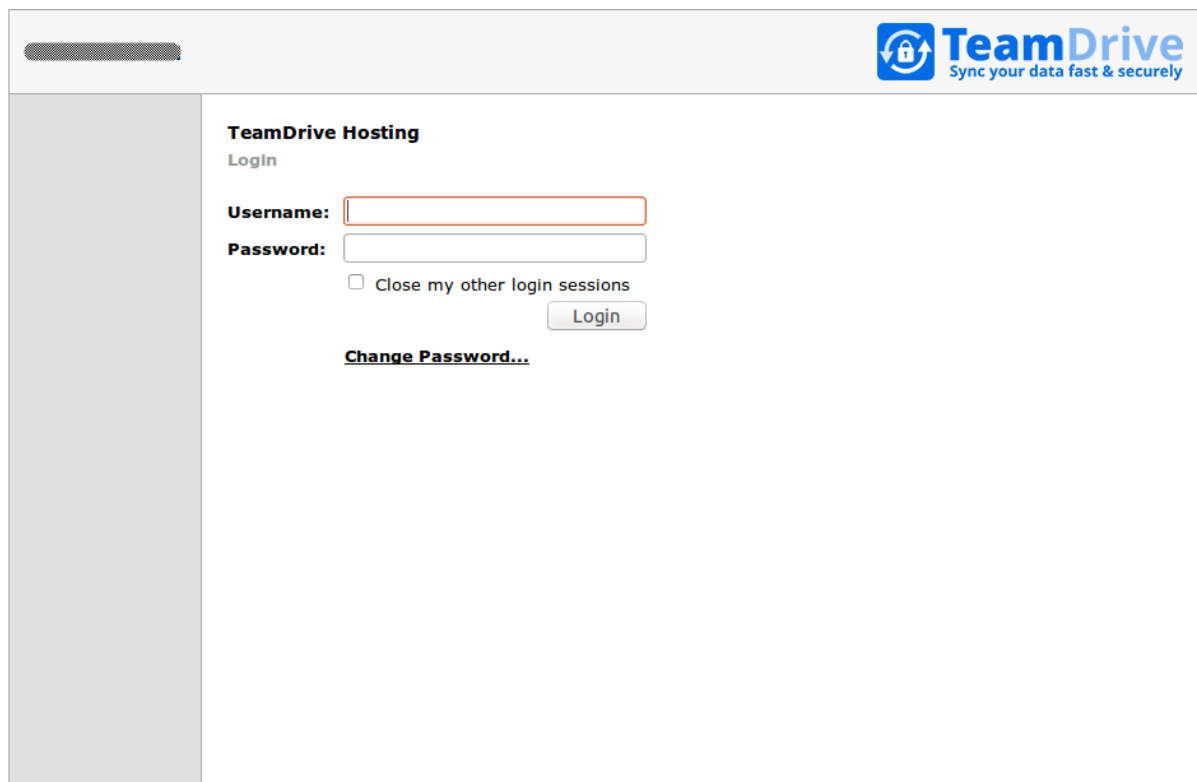 TeamDrive
Sync your data fast & securely
TeamDrive Hosting
Login
Username:
Password:
Close my other login sessions
Login
Change Password...